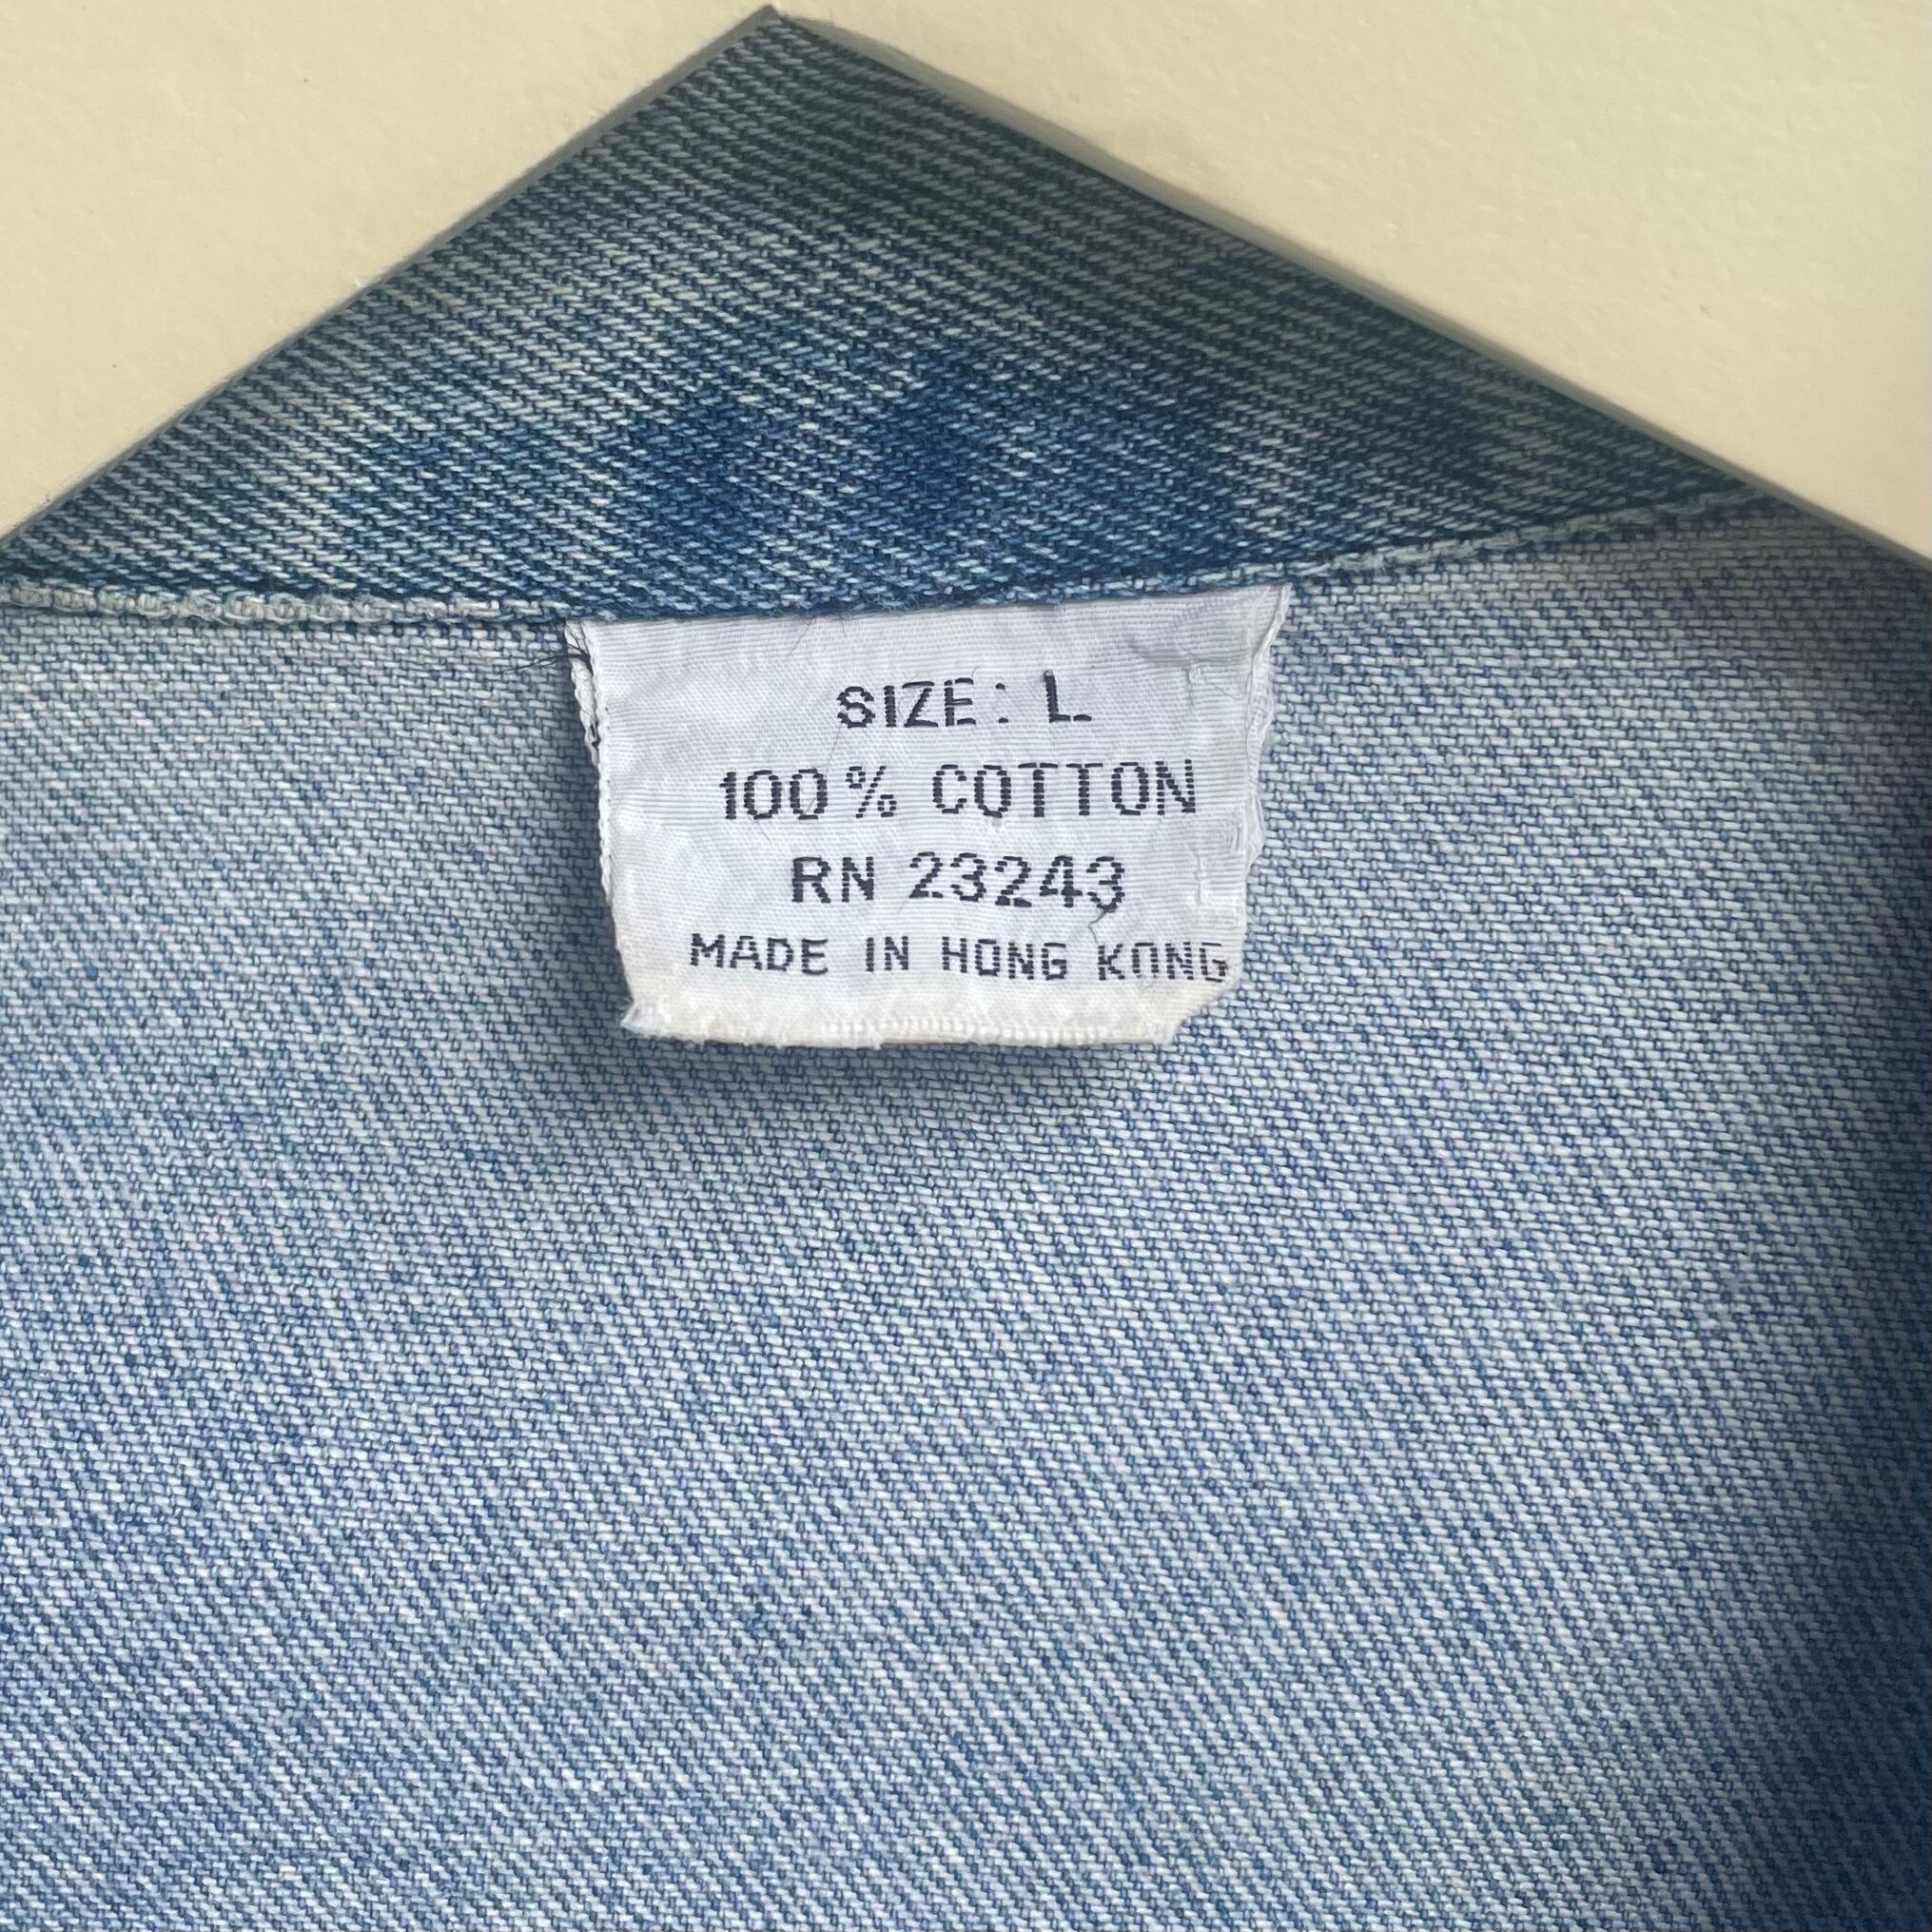 SIZE: L
100% COTTON
RN 23243
MADE IN HONG KONG